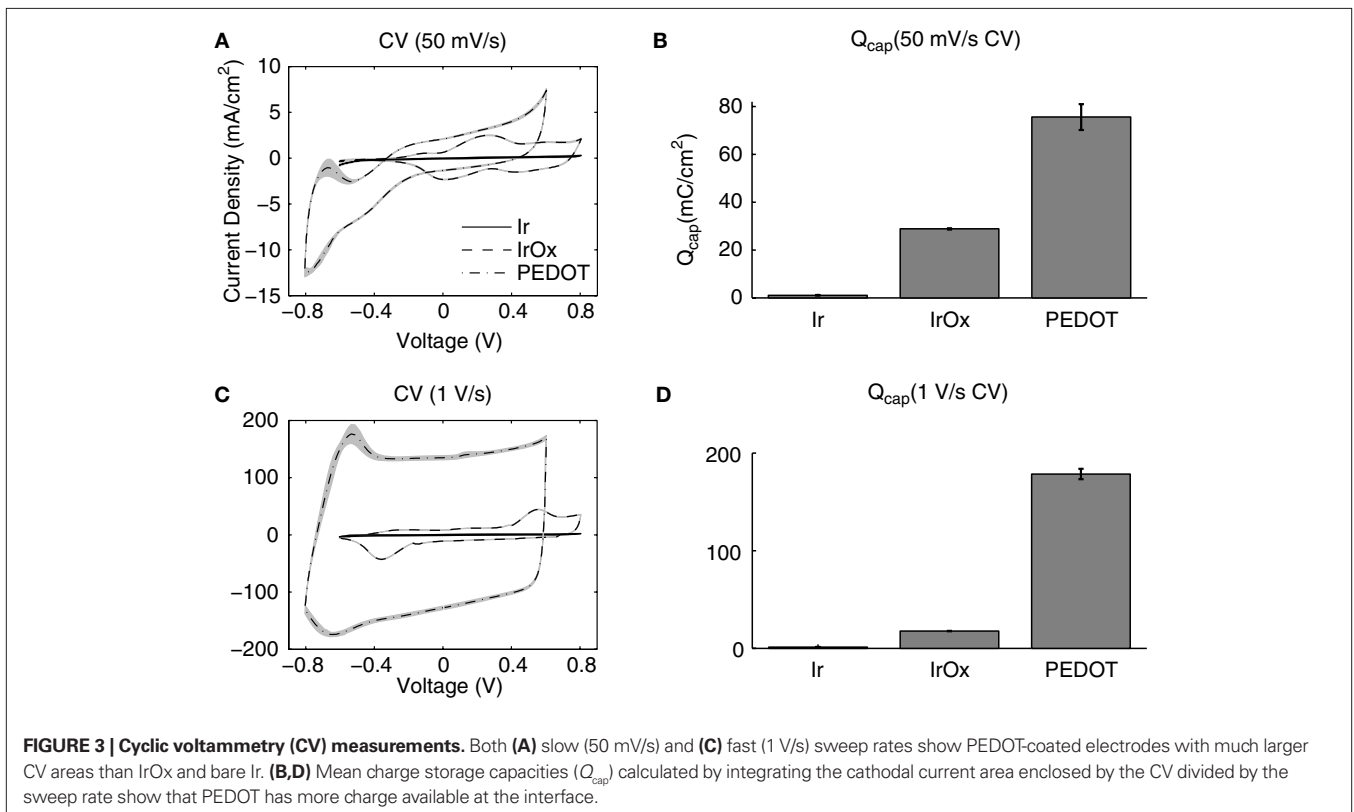 A
CV (50 mV/s)
Current Density (mA/cm²)
10
5
0
−5
−10
−15
−0.8
−0.4
0
0.4
0.8
Voltage (V)
Ir
IrOx
PEDOT
B
Qcap(50 mV/s CV)
Qcap(mC/cm²)
80
60
40
20
0
Ir
IrOx
PEDOT
C
CV (1 V/s)
200
100
0
−100
−200
−0.8
−0.4
0
0.4
0.8
Voltage (V)
D
Qcap(1 V/s CV)
200
100
0
Ir
IrOx
PEDOT
FIGURE 3 | Cyclic voltammetry (CV) measurements. Both (A) slow (50 mV/s) and (C) fast (1 V/s) sweep rates show PEDOT-coated electrodes with much larger
CV areas than IrOx and bare Ir. (B,D) Mean charge storage capacities (Qcap) calculated by integrating the cathodal current area enclosed by the CV divided by the
sweep rate show that PEDOT has more charge available at the interface.